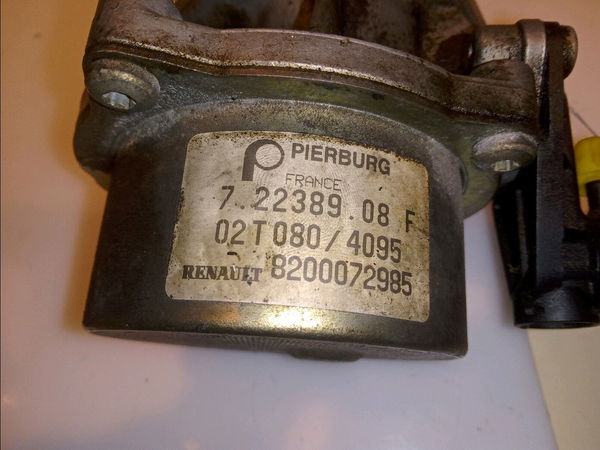 PIERBURG
FRANCE
7.22389.08 F
02T080/4095
RENAULT 8200072985